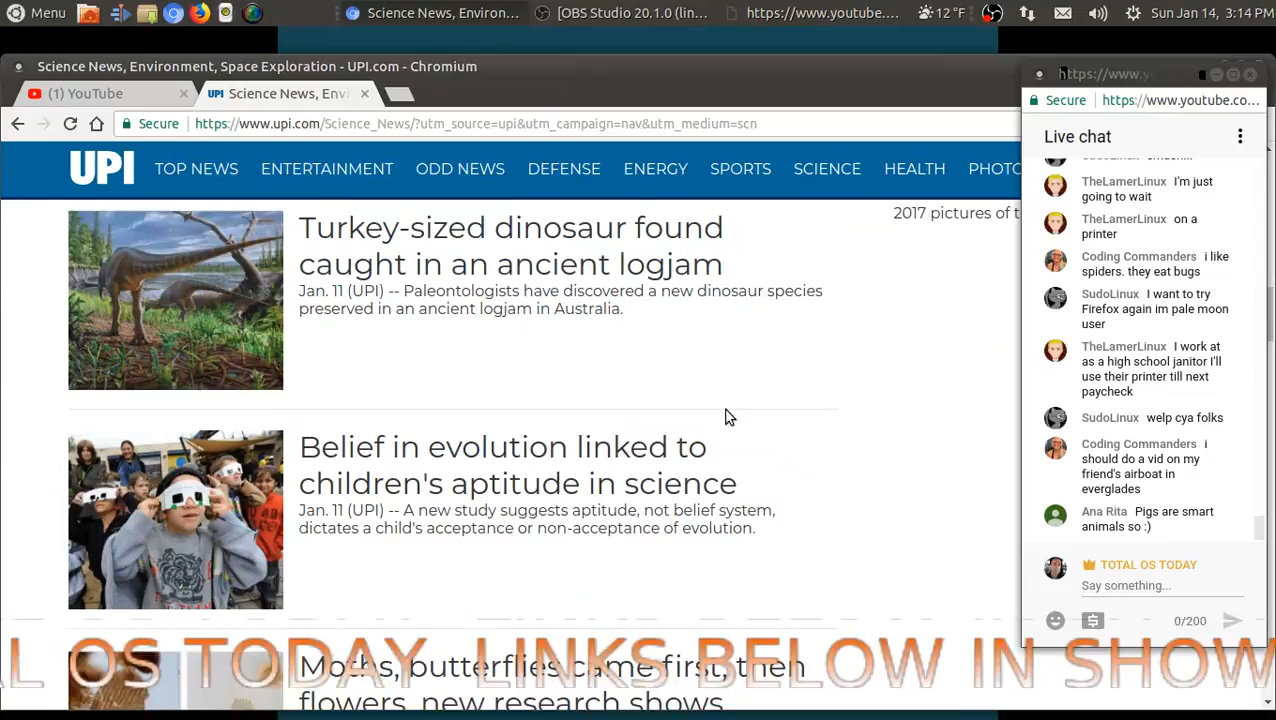 Menu
Science News, Environ...
[OBS Studio 20.1.0 (lin...
https://www.youtube....
12 °F
Sun Jan 14, 3:14 PM
Science News, Environment, Space Exploration - UPI.com - Chromium
(1) YouTube
UPI Science News, Envi
Secure https://www.upi.com/Science_News/?utm_source=upi&utm_campaign=nav&utm_medium=scn
UPI TOP NEWS ENTERTAINMENT ODD NEWS DEFENSE ENERGY SPORTS SCIENCE HEALTH PHOTO
2017 pictures of t
Turkey-sized dinosaur found
caught in an ancient logjam
Jan. 11 (UPI) -- Paleontologists have discovered a new dinosaur species
preserved in an ancient logjam in Australia.
Belief in evolution linked to
children's aptitude in science
Jan. 11 (UPI) -- A new study suggests aptitude, not belief system,
dictates a child's acceptance or non-acceptance of evolution.
Moths, butterflies came first, then
flowers, new research shows
https://www.y
Secure https://www.youtube.co...
Live chat
TheLamerLinux I'm just
going to wait
TheLamerLinux on a
printer
Coding Commanders i like
spiders. they eat bugs
SudoLinux I want to try
Firefox again im pale moon
user
TheLamerLinux I work at
as a high school janitor I'll
use their printer till next
paycheck
SudoLinux welp cya folks
Coding Commanders i
should do a vid on my
friend's airboat in
everglades
Ana Rita Pigs are smart
animals so :)
TOTAL OS TODAY
Say something...
0/200
AL OS TODAY LINKS BELOW IN SHOW